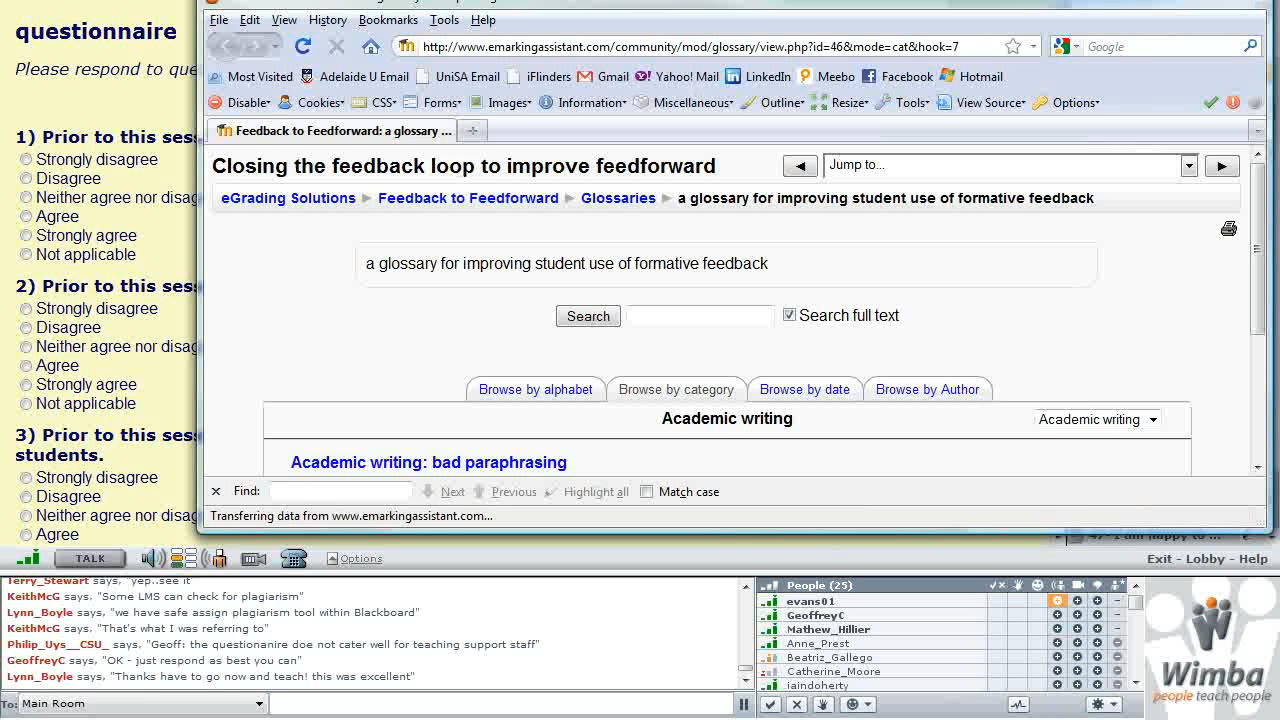 questionnaire
Please respond to que
1) Prior to this ses
Strongly disagree
Disagree
Neither agree nor disag
Agree
Strongly agree
Not applicable
2) Prior to this ses
Strongly disagree
Disagree
Neither agree nor disag
Agree
Strongly agree
Not applicable
3) Prior to this ses
students.
Strongly disagree
Disagree
Neither agree nor disag
Agree
File Edit View History Bookmarks Tools Help
http://www.emarkingassistant.com/community/mod/glossary/view.php?id=46&mode=cat&hook=7
Google
Most Visited Adelaide U Email UniSA Email iFlinders Gmail Yahoo! Mail LinkedIn Meebo Facebook Hotmail
Disable Cookies CSS Forms Images Information Miscellaneous Outline Resize Tools View Source Options
Feedback to Feedforward: a glossary ...
Closing the feedback loop to improve feedforward
Jump to...
eGrading Solutions Feedback to Feedforward Glossaries a glossary for improving student use of formative feedback
a glossary for improving student use of formative feedback
Search Search full text
Browse by alphabet Browse by category Browse by date Browse by Author
Academic writing Academic writing
Academic writing: bad paraphrasing
Find: Next Previous Highlight all Match case
Transferring data from www.emarkingassistant.com...
TALK Options
Exit - Lobby - Help
Terry_Stewart says, "yep..see it"
KeithMcG says, "Some LMS can check for plagiarism"
Lynn_Boyle says, "we have safe assign plagiarism tool within Blackboard"
KeithMcG says, "That's what I was referring to"
Philip_Uys__CSU_ says, "Geoff: the questionanire doe not cater well for teaching support staff"
GeoffreyC says, "OK - just respond as best you can"
Lynn_Boyle says, "Thanks have to go now and teach! this was excellent"
To: Main Room
People (25)
evans01
GeoffreyC
Mathew_Hillier
Anne_Prest
Beatriz_Gallego
Catherine_Moore
iaindoherty
Wimba
people teach people